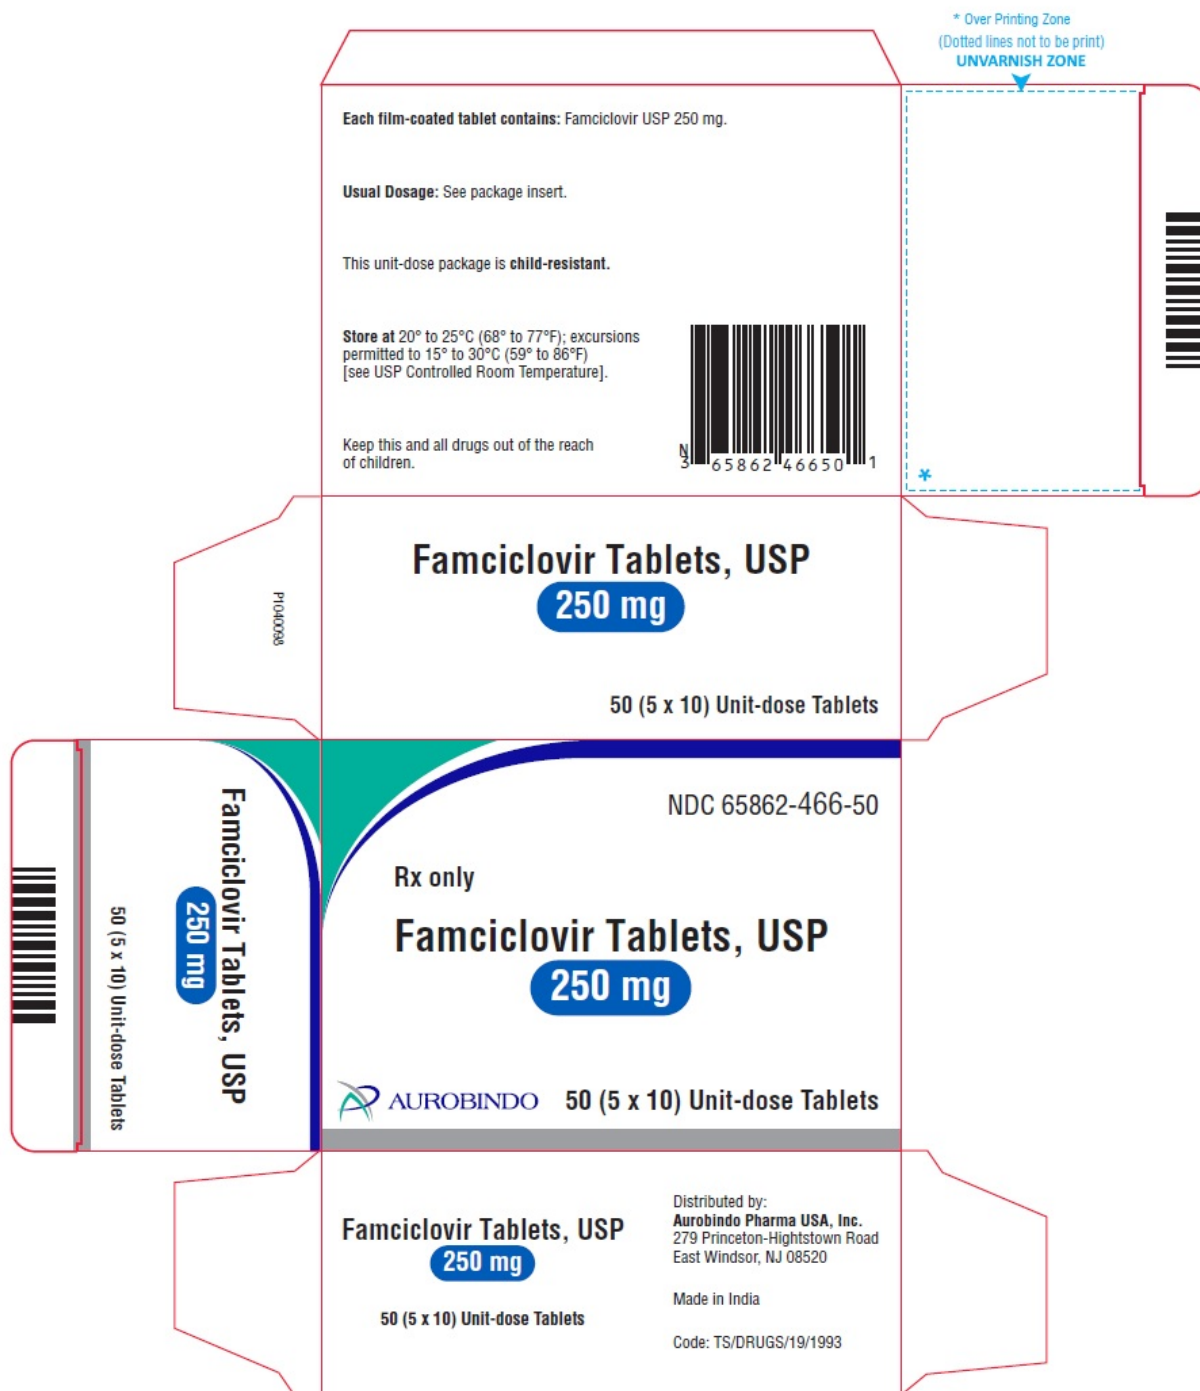 * Over Printing Zone
(Dotted lines not to be print)
UNVARNISH ZONE
Each film-coated tablet contains: Famciclovir USP 250 mg.
Usual Dosage: See package insert.
This unit-dose package is child-resistant.
Store at 20° to 25°C (68° to 77°F); excursions
permitted to 15° to 30°C (59° to 86°F)
[see USP Controlled Room Temperature].
Keep this and all drugs out of the reach
of children.
N
3 65862 46650 1
*
Famciclovir Tablets, USP
250 mg
50 (5 x 10) Unit-dose Tablets
P1040098
Famciclovir Tablets, USP
250 mg
50 (5 x 10) Unit-dose Tablets
NDC 65862-466-50
Rx only
Famciclovir Tablets, USP
250 mg
AUROBINDO 50 (5 x 10) Unit-dose Tablets
Famciclovir Tablets, USP
250 mg
50 (5 x 10) Unit-dose Tablets
Distributed by:
Aurobindo Pharma USA, Inc.
279 Princeton-Hightstown Road
East Windsor, NJ 08520
Made in India
Code: TS/DRUGS/19/1993